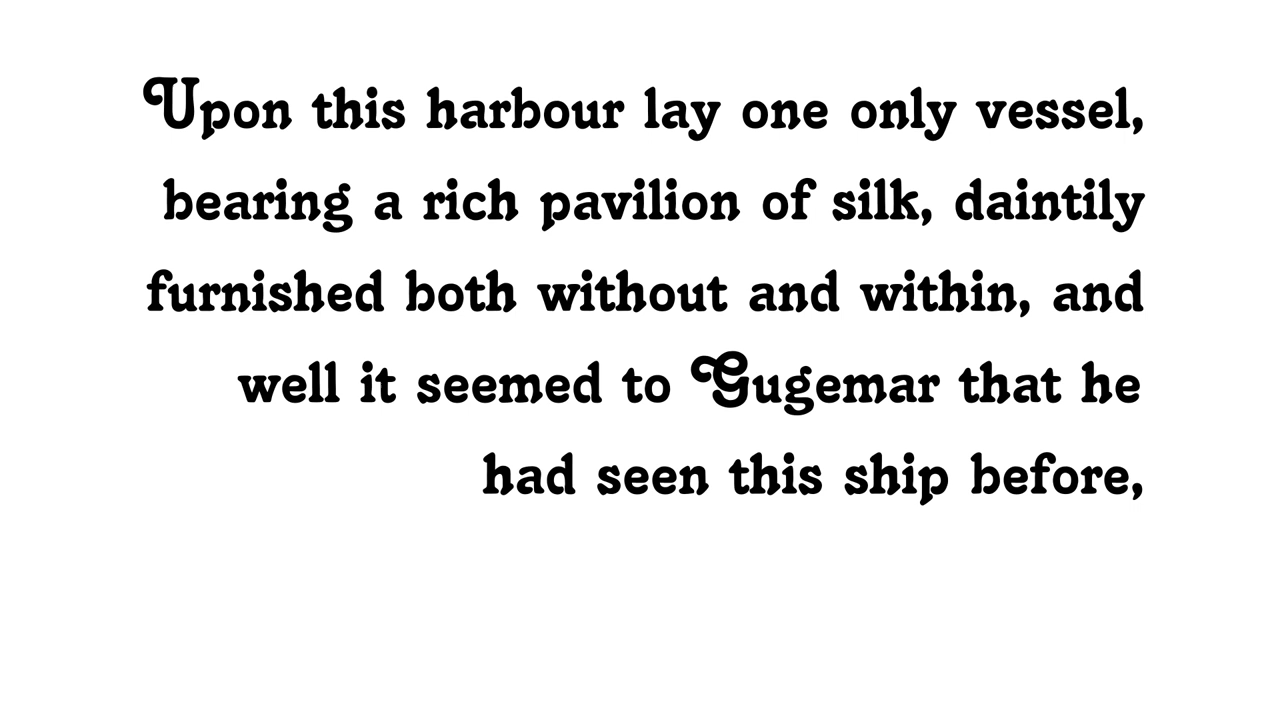 Upon this harbour lay one only vessel,
bearing a rich pavilion of silk, daintily
furnished both without and within, and
well it seemed to Gugemar that he
had seen this ship before,